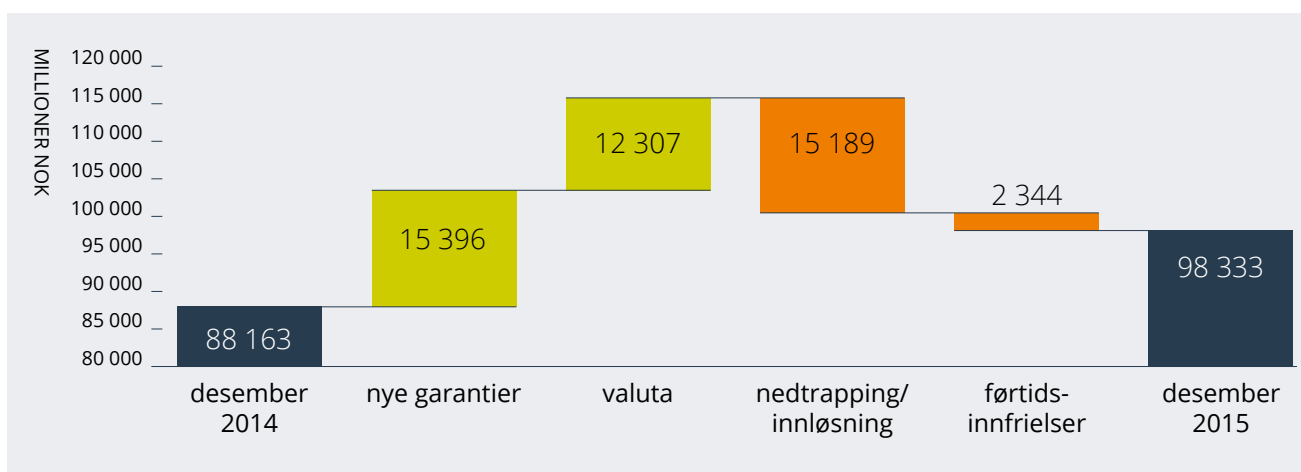 MILLIONER NOK
120 000
115 000
110 000
105 000
100 000
95 000
90 000
85 000
80 000
88 163
15 396
12 307
15 189
2 344
98 333
desember
2014
nye garantier
valuta
nedtrapping/
innløsning
førtids-
innfrielser
desember
2015